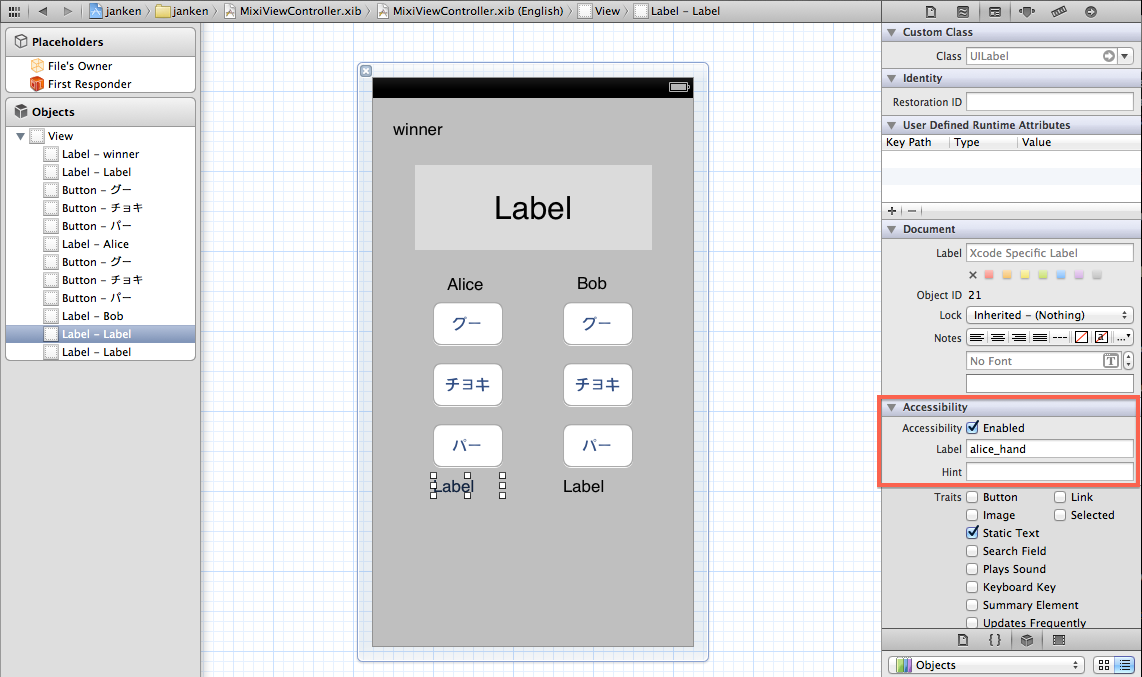 janken
janken
MixiViewController.xib
MixiViewController.xib (English)
View
Label – Label
Placeholders
File's Owner
First Responder
Objects
View
Label – winner
Label – Label
Button – グー
Button – チョキ
Button – パー
Label – Alice
Button – グー
Button – チョキ
Button – パー
Label – Bob
Label – Label
Label – Label
winner
Label
Alice Bob
グー グー
チョキ チョキ
パー パー
Label Label
Custom Class
Class UILabel
Identity
Restoration ID
User Defined Runtime Attributes
Key Path Type Value
Document
Label Xcode Specific Label
Object ID 21
Lock Inherited – (Nothing)
Notes
No Font T
Accessibility
Accessibility Enabled
Label alice_hand
Hint
Traits Button Link
Image Selected
Static Text
Search Field
Plays Sound
Keyboard Key
Summary Element
Updates Frequently
Objects